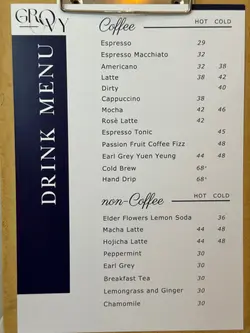 GROOVY
DRINK MENU
Coffee HOT COLD
Espresso 29
Espresso Macchiato 32
Americano 32 38
Latte 38 42
Dirty 40
Cappuccino 38
Mocha 42 46
Rosè Latte 42
Espresso Tonic 45
Passion Fruit Coffee Fizz 48
Earl Grey Yuen Yeung 44 48
Cold Brew 68+
Hand Drip 68+
non-Coffee HOT COLD
Elder Flowers Lemon Soda 36
Macha Latte 44 48
Hojicha Latte 44 48
Peppermint 30
Earl Grey 30
Breakfast Tea 30
Lemongrass and Ginger 30
Chamomile 30